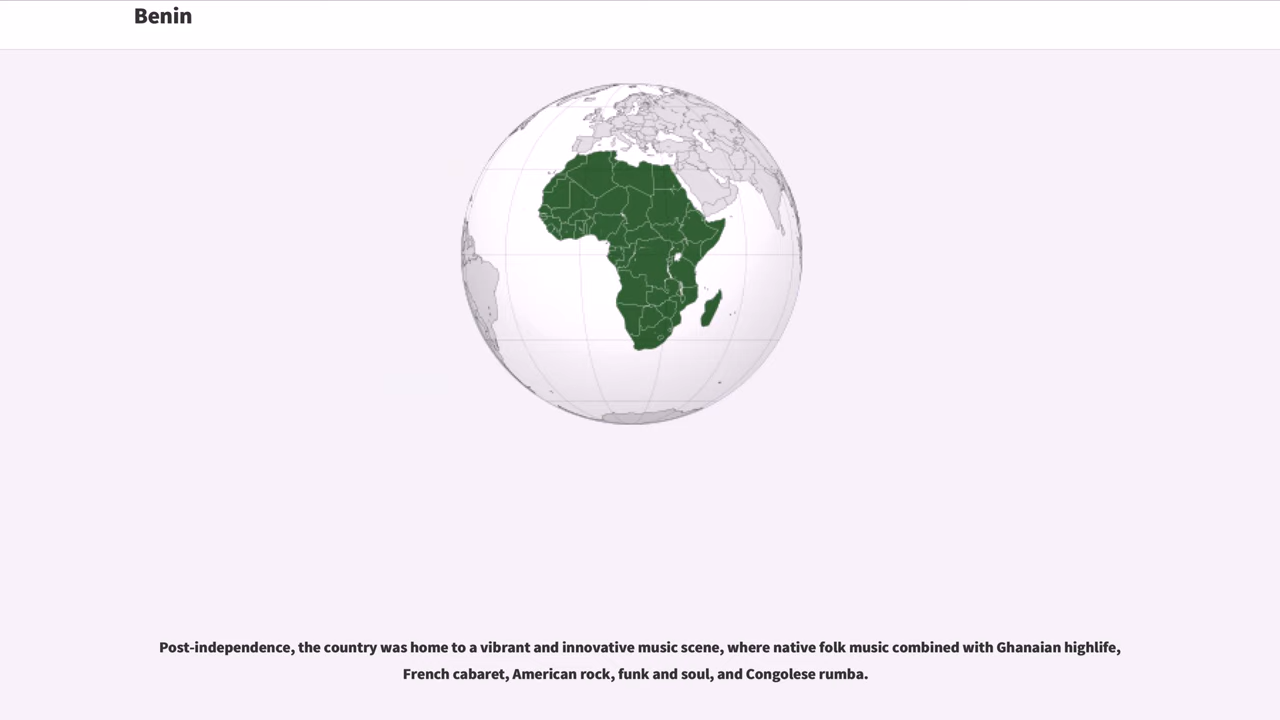 Benin
Post-independence, the country was home to a vibrant and innovative music scene, where native folk music combined with Ghanaian highlife,
French cabaret, American rock, funk and soul, and Congolese rumba.